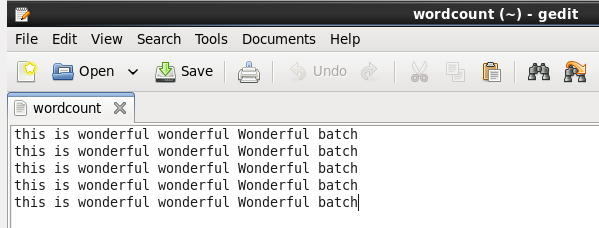 wordcount (~) - gedit
File Edit View Search Tools Documents Help
Open Save Undo
wordcount
this is wonderful wonderful Wonderful batch
this is wonderful wonderful Wonderful batch
this is wonderful wonderful Wonderful batch
this is wonderful wonderful Wonderful batch
this is wonderful wonderful Wonderful batch